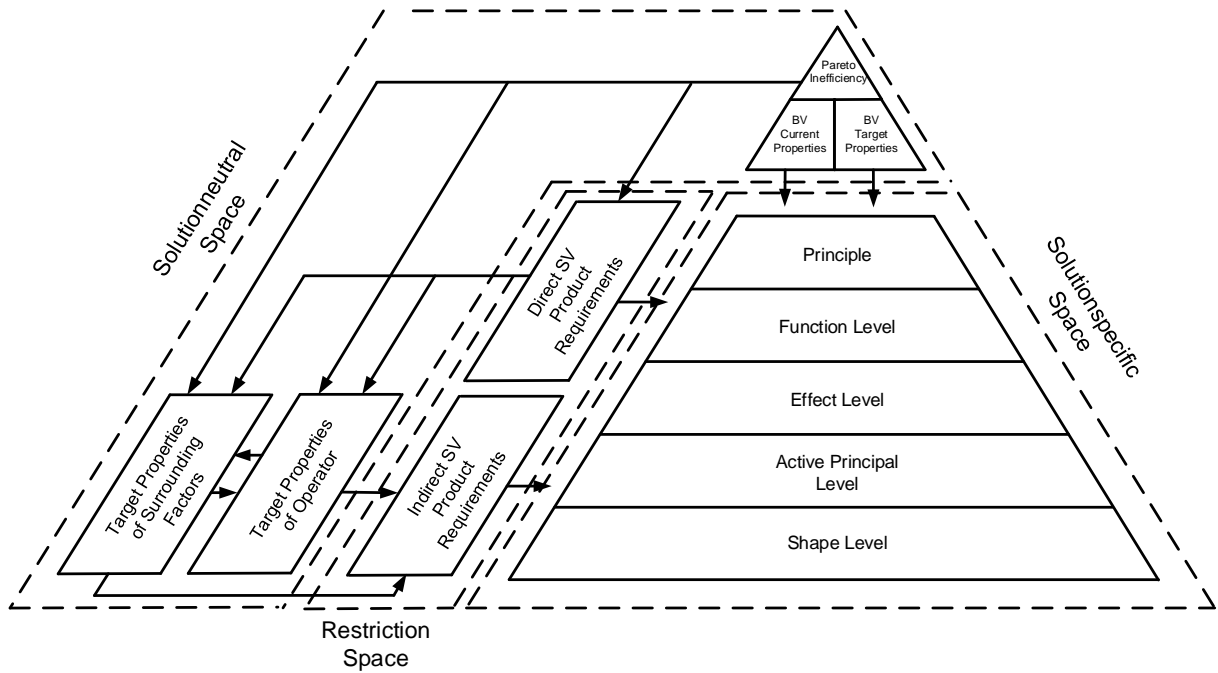 Pareto
Inefficiency
BV
Current
Properties
BV
Target
Properties
Solutionneutral
Space
Direct SV
Product
Requirements
Principle
Solutionspecific
Space
Function Level
Effect Level
Target Properties
of Surrounding
Factors
Target Properties
of Operator
Indirect SV
Product
Requirements
Active Principal
Level
Shape Level
Restriction
Space